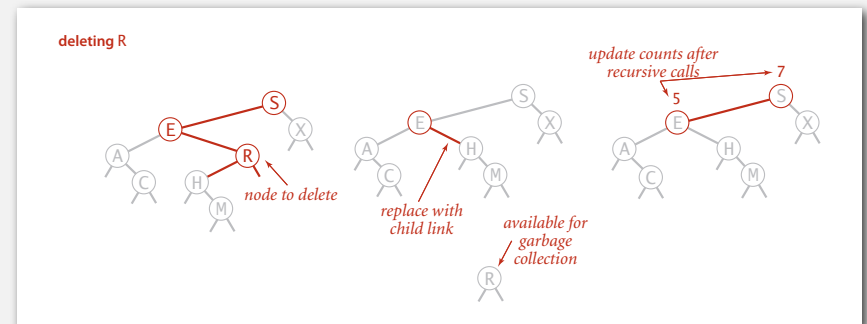 deleting R
S
E
X
A
R
C
H
M
node to delete
S
E
X
A
H
C
M
replace with
child link
available for
garbage
collection
R
update counts after
recursive calls
7
5
S
E
X
A
H
C
M